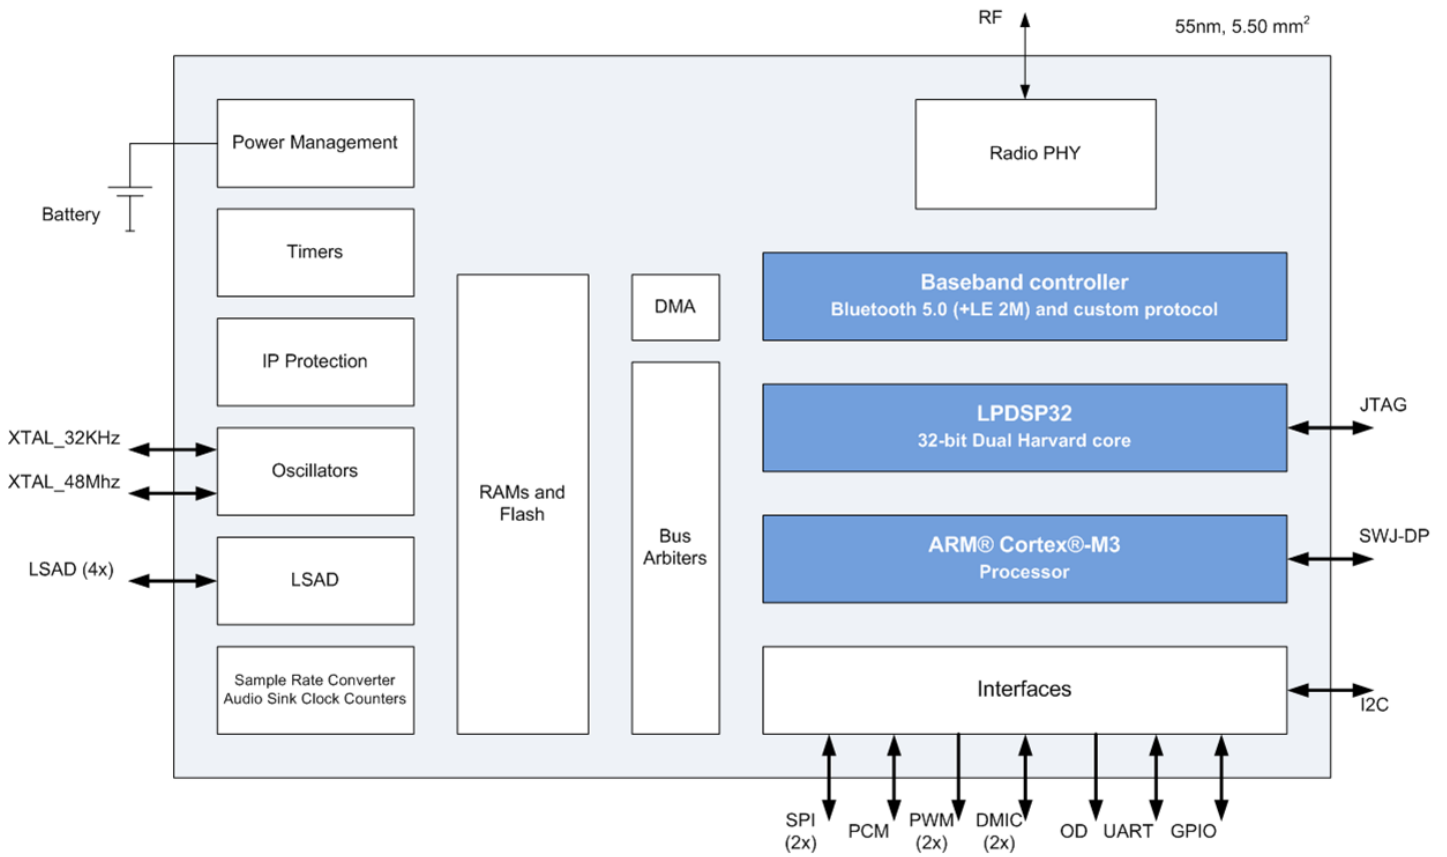 RF
55nm, 5.50 mm²
Power Management
Radio PHY
Battery
Timers
Baseband controller
Bluetooth 5.0 (+LE 2M) and custom protocol
DMA
IP Protection
XTAL_32KHz
XTAL_48Mhz
Oscillators
LPDSP32
32-bit Dual Harvard core
JTAG
RAMs and
Flash
Bus
Arbiters
ARM® Cortex®-M3
Processor
SWJ-DP
LSAD (4x)
LSAD
Sample Rate Converter
Audio Sink Clock Counters
Interfaces
I2C
SPI
(2x)
PCM
PWM
(2x)
DMIC
(2x)
OD
UART
GPIO